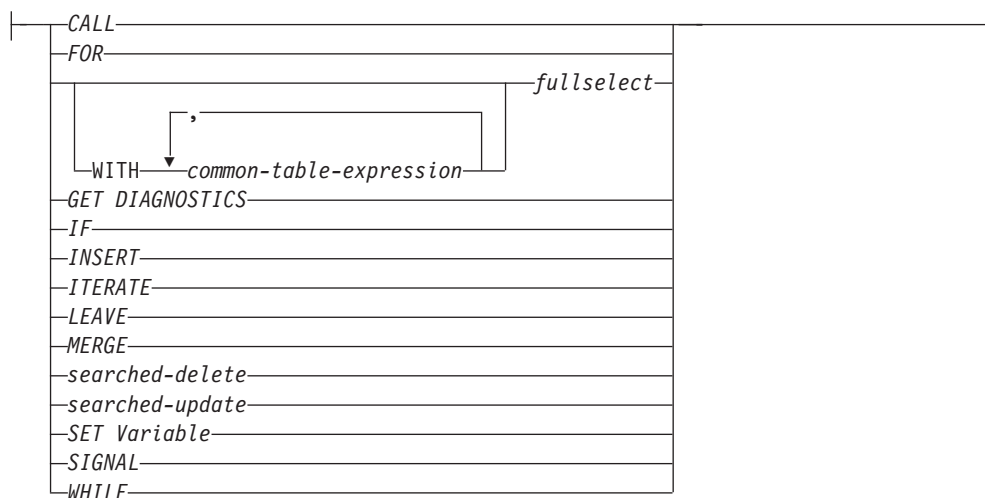 CALL
FOR
fullselect
,
WITH common-table-expression
GET DIAGNOSTICS
IF
INSERT
ITERATE
LEAVE
MERGE
searched-delete
searched-update
SET Variable
SIGNAL
WHILE